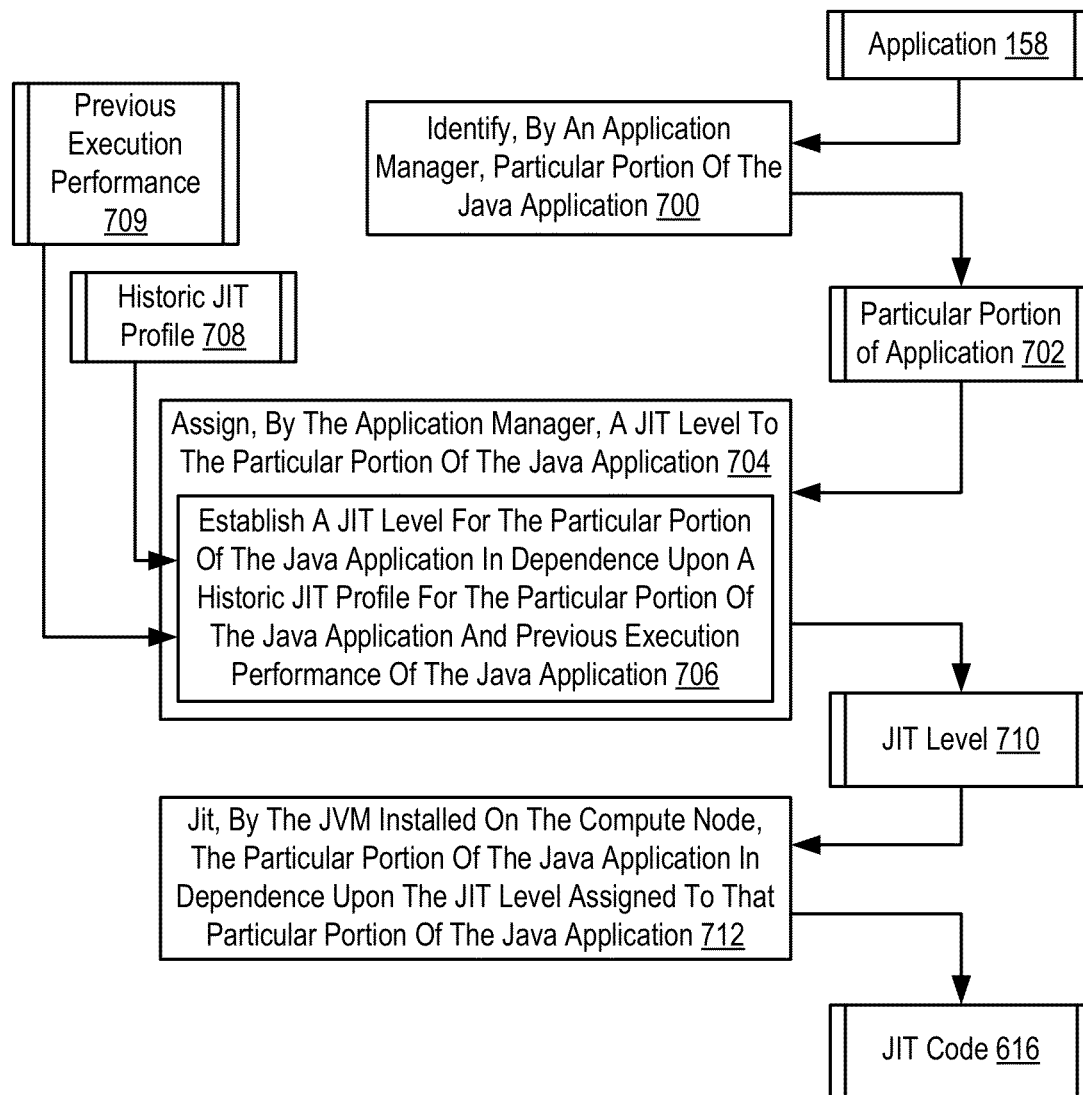 Application 158
Previous
Execution
Performance
709
Identify, By An Application
Manager, Particular Portion Of The
Java Application 700
Historic JIT
Profile 708
Particular Portion
of Application 702
Assign, By The Application Manager, A JIT Level To
The Particular Portion Of The Java Application 704
Establish A JIT Level For The Particular Portion
Of The Java Application In Dependence Upon A
Historic JIT Profile For The Particular Portion Of
The Java Application And Previous Execution
Performance Of The Java Application 706
JIT Level 710
Jit, By The JVM Installed On The Compute Node,
The Particular Portion Of The Java Application In
Dependence Upon The JIT Level Assigned To That
Particular Portion Of The Java Application 712
JIT Code 616